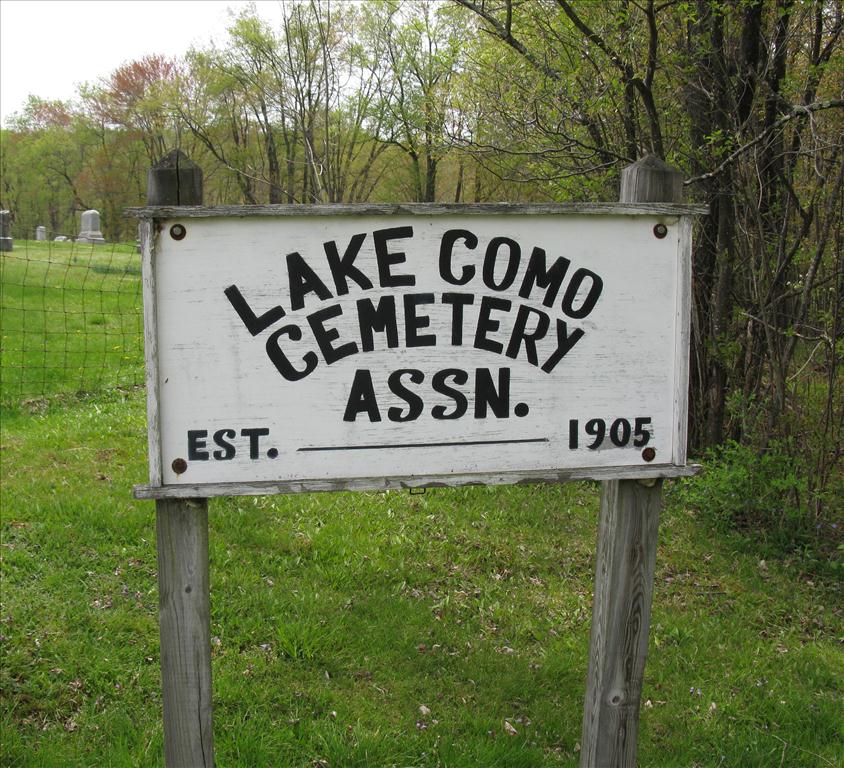 LAKE COMO
CEMETERY
ASSN.
EST. 1905